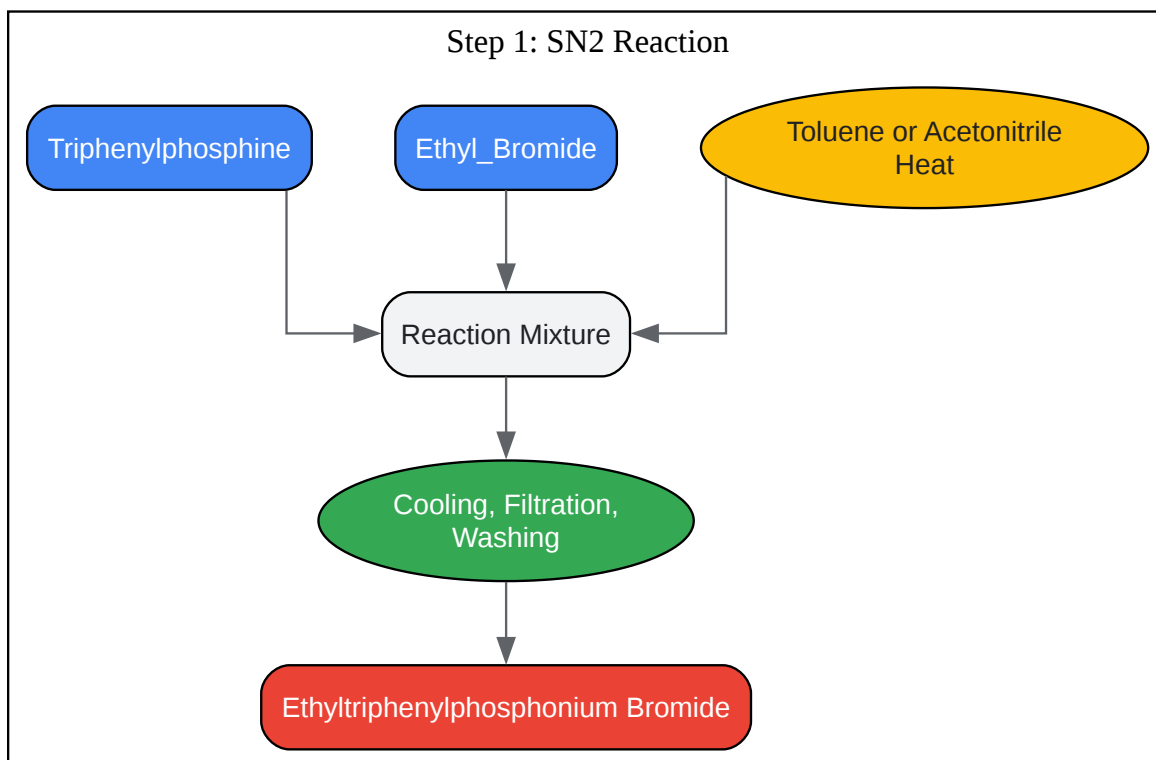 Step 1: SN2 Reaction
Triphenylphosphine
Ethyl_Bromide
Toluene or Acetonitrile
Heat
Reaction Mixture
Cooling, Filtration,
Washing
Ethyltriphenylphosphonium Bromide